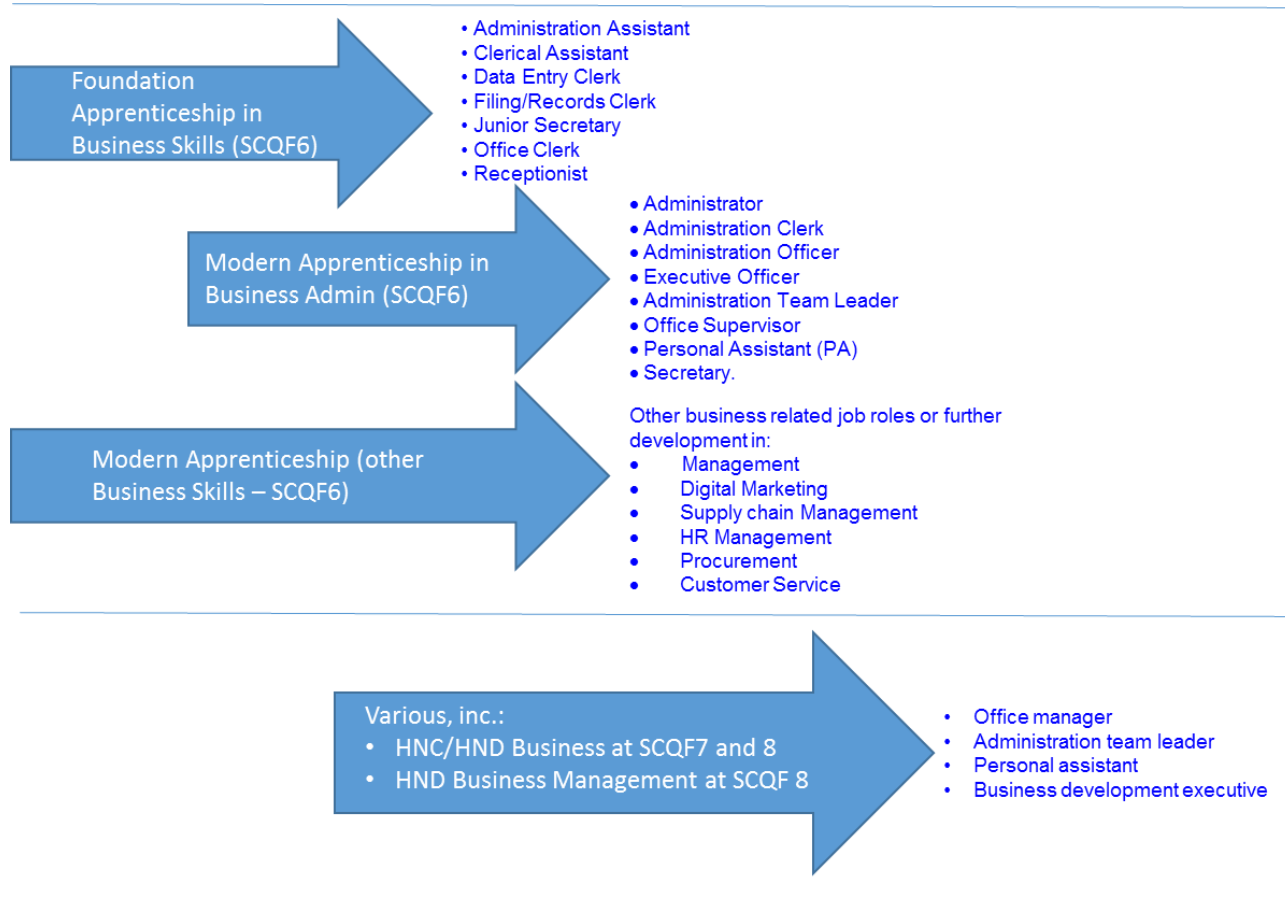 Foundation
Apprenticeship in
Business Skills (SCQF6)
• Administration Assistant
• Clerical Assistant
• Data Entry Clerk
• Filing/Records Clerk
• Junior Secretary
• Office Clerk
• Receptionist
Modern Apprenticeship in
Business Admin (SCQF6)
• Administrator
• Administration Clerk
• Administration Officer
• Executive Officer
• Administration Team Leader
• Office Supervisor
• Personal Assistant (PA)
• Secretary.
Modern Apprenticeship (other
Business Skills – SCQF6)
Other business related job roles or further
development in:
• Management
• Digital Marketing
• Supply chain Management
• HR Management
• Procurement
• Customer Service
Various, inc.:
• HNC/HND Business at SCQF7 and 8
• HND Business Management at SCQF 8
• Office manager
• Administration team leader
• Personal assistant
• Business development executive